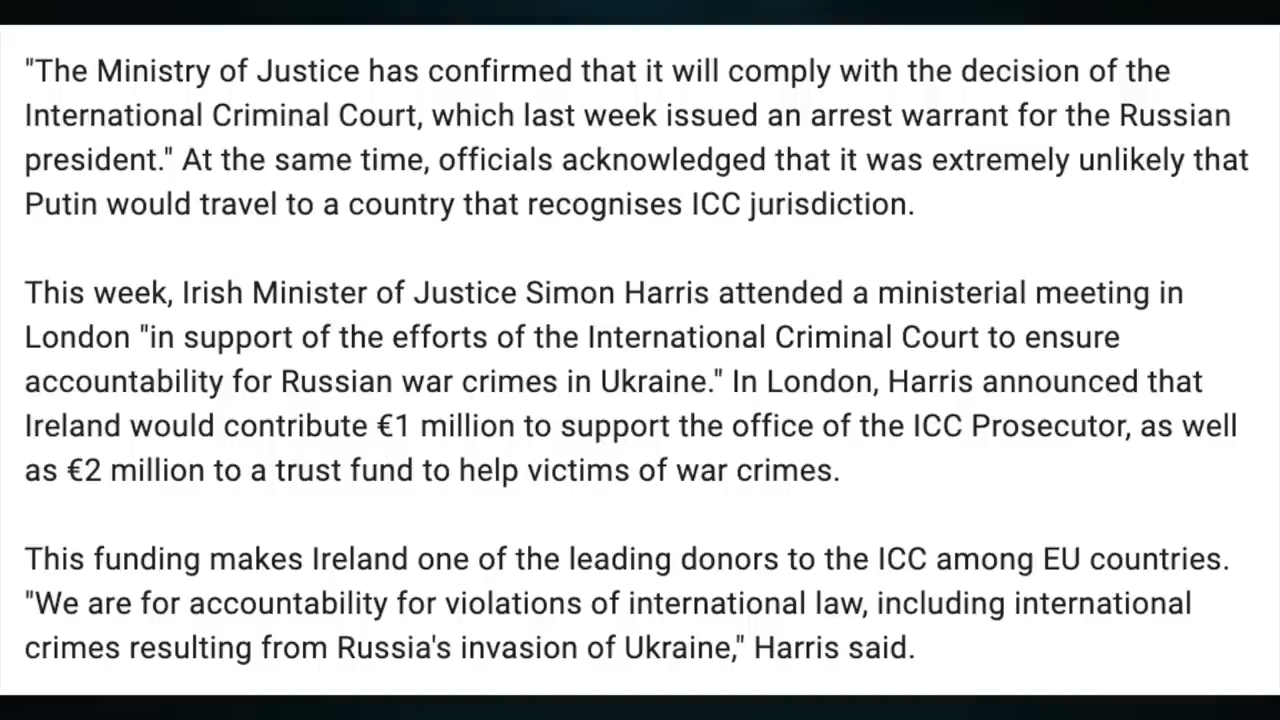 "The Ministry of Justice has confirmed that it will comply with the decision of the
International Criminal Court, which last week issued an arrest warrant for the Russian
president." At the same time, officials acknowledged that it was extremely unlikely that
Putin would travel to a country that recognises ICC jurisdiction.
This week, Irish Minister of Justice Simon Harris attended a ministerial meeting in
London "in support of the efforts of the International Criminal Court to ensure
accountability for Russian war crimes in Ukraine." In London, Harris announced that
Ireland would contribute €1 million to support the office of the ICC Prosecutor, as well
as €2 million to a trust fund to help victims of war crimes.
This funding makes Ireland one of the leading donors to the ICC among EU countries.
"We are for accountability for violations of international law, including international
crimes resulting from Russia's invasion of Ukraine," Harris said.